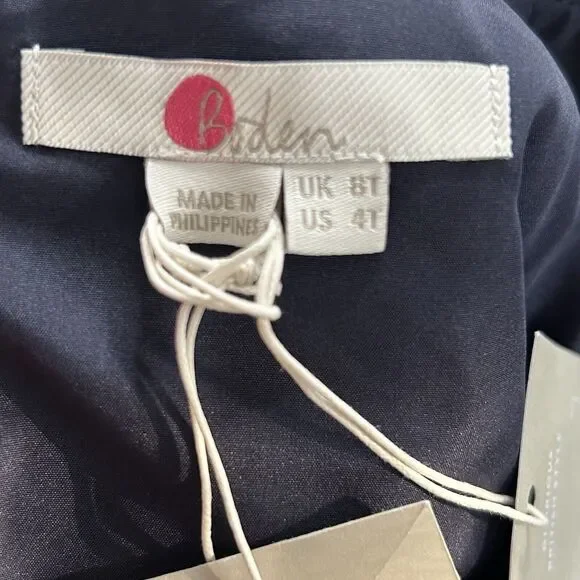 Boden
MADE IN
PHILIPPINES
UK 8T
US 4T